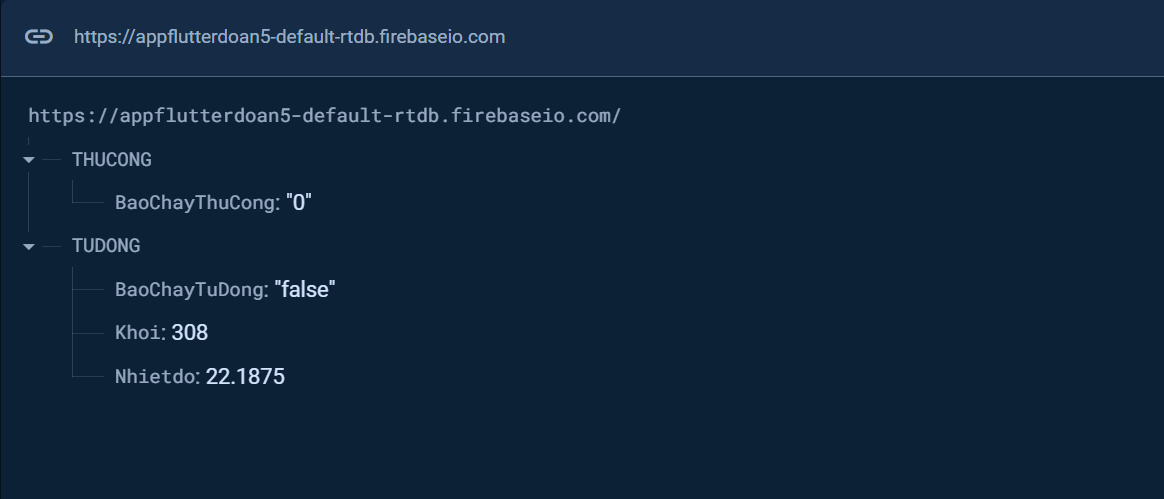 https://appflutterdoan5-default-rtdb.firebaseio.com
https://appflutterdoan5-default-rtdb.firebaseio.com/
THUCONG
BaoChayThuCong: "0"
TUDONG
BaoChayTuDong: "false"
Khoi: 308
Nhietdo: 22.1875